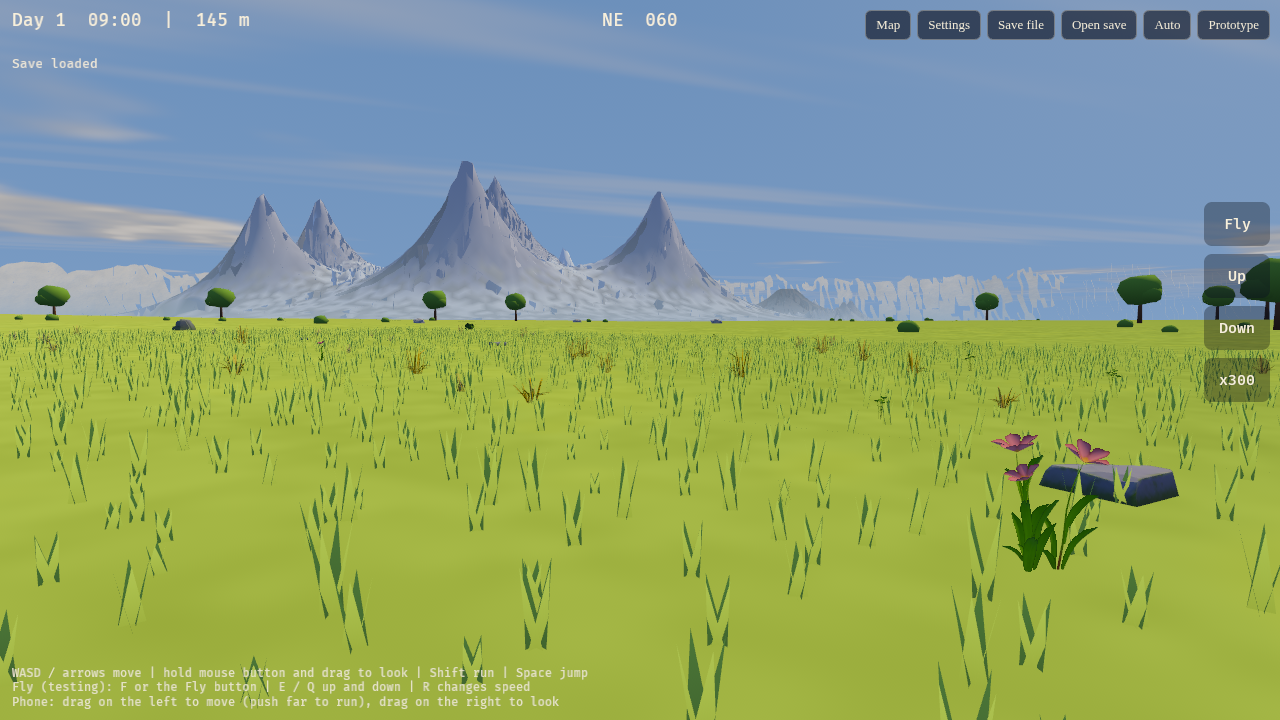 Day 1  09:00  |  145 m
NE  060
Map
Settings
Save file
Open save
Auto
Prototype
Save loaded
Fly
Up
Down
x300
WASD / arrows move | hold mouse button and drag to look | Shift run | Space jump
Fly (testing): F or the Fly button | E / Q up and down | R changes speed
Phone: drag on the left to move (push far to run), drag on the right to look